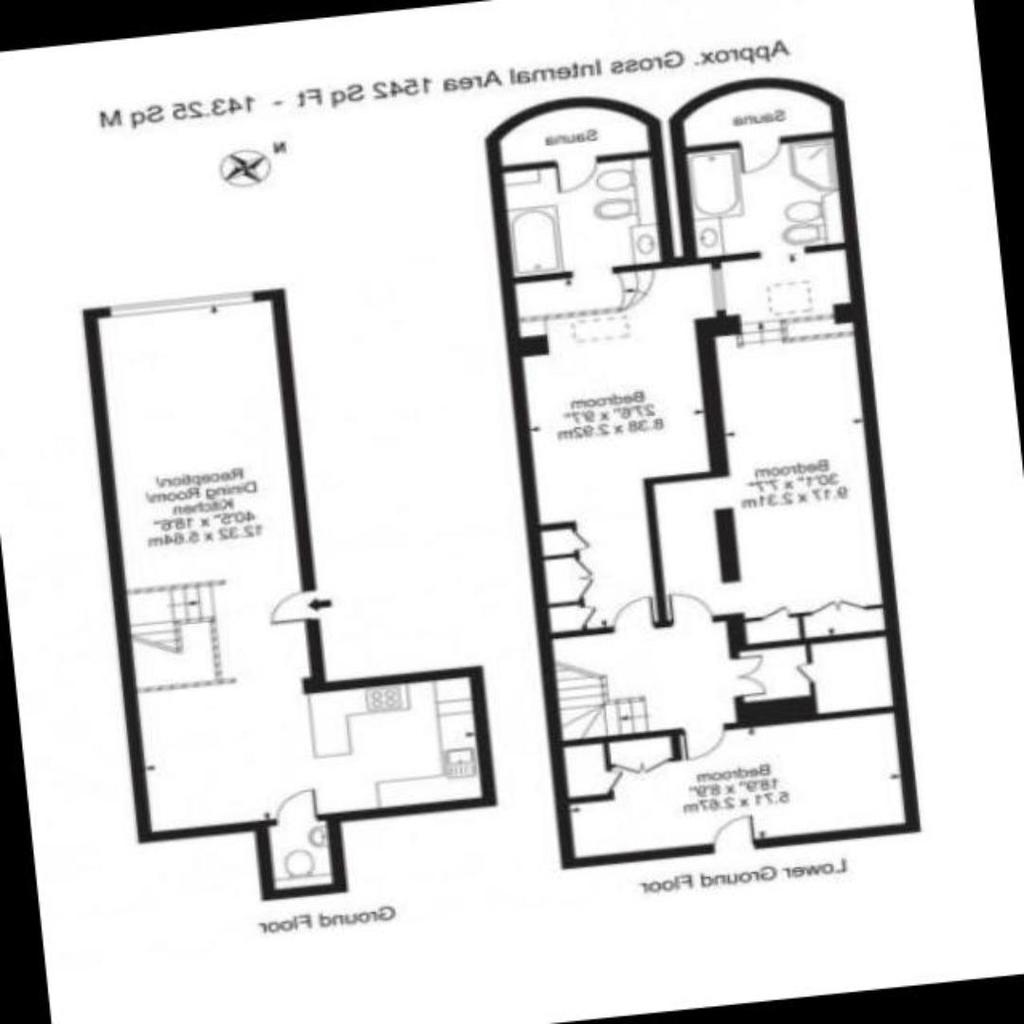 Approx. Gross Internal Area 1542 Sq Ft - 143.25 Sq M
N
Sauna
Sauna
Bedroom
27'6" x 9'7"
8.38 x 2.92m
Bedroom
30'1" x 7'7"
9.17 x 2.31m
Reception/
Dining Room/
Kitchen
40'5" x 18'6"
12.32 x 5.64m
Bedroom
18'9" x 8'9"
5.71 x 2.67m
Lower Ground Floor
Ground Floor